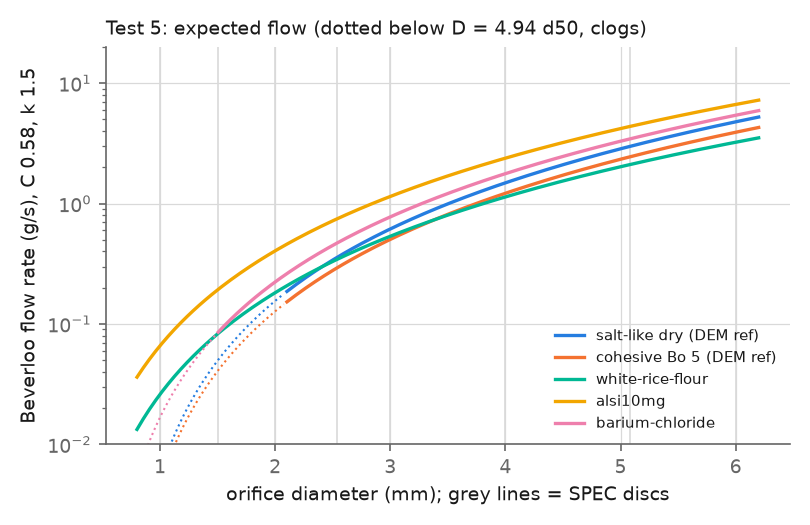 Test 5: expected flow (dotted below D = 4.94 d50, clogs)
Beverloo flow rate (g/s), C 0.58, k 1.5
10¹
10⁰
10⁻¹
10⁻²
salt-like dry (DEM ref)
cohesive Bo 5 (DEM ref)
white-rice-flour
alsi10mg
barium-chloride
1 2 3 4 5 6
orifice diameter (mm); grey lines = SPEC discs